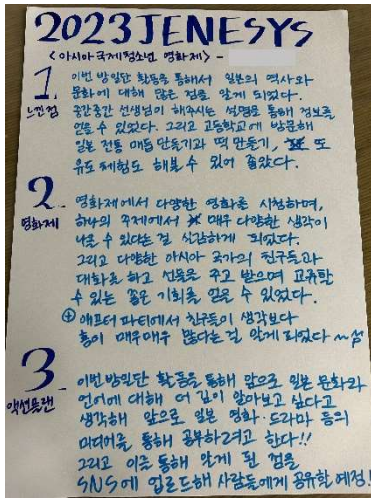 2023 JENESYS
<아시아 국제 청소년 영화제> -
1. 이번 방일단 활동을 통해서 일본의 역사와
느낀점 문화에 대해 많은 점을 알게 되었다.
중간중간 선생님이 해주시는 설명을 통해 정보를
얻을 수 있었다. 그리고 고등학교에 방문해
일본 전통 매듭 만들기과 떡 만들기, 또
유도 체험도 해볼 수 있어 좋았다.
2. 영화제에서 다양한 영화를 시청하며,
영화제 하나의 주제에서 매우 다양한 생각이
나올 수 있다는 걸 실감하게 되었다.
그리고 다양한 아시아 국가의 친구들과
대화를 하고 선물을 주고 받으며 교류할
수 있는 좋은 기회를 얻을 수 있었다.
+ 애프터 파티에서 친구들이 생각보다
흥이 매우매우 많다는 걸 알게 되었다 ~
3. 이번 방일단 활동을 통해 앞으로 일본 문화와
액션플랜 언어에 대해 더 깊이 알아보고 싶다고
생각해 앞으로 일본 영화·드라마 등의
미디어를 통해 공부하려고 한다!!
그리고 이를 통해 알게 된 점을
SNS에 업로드해 사람들에게 공유할 예정!